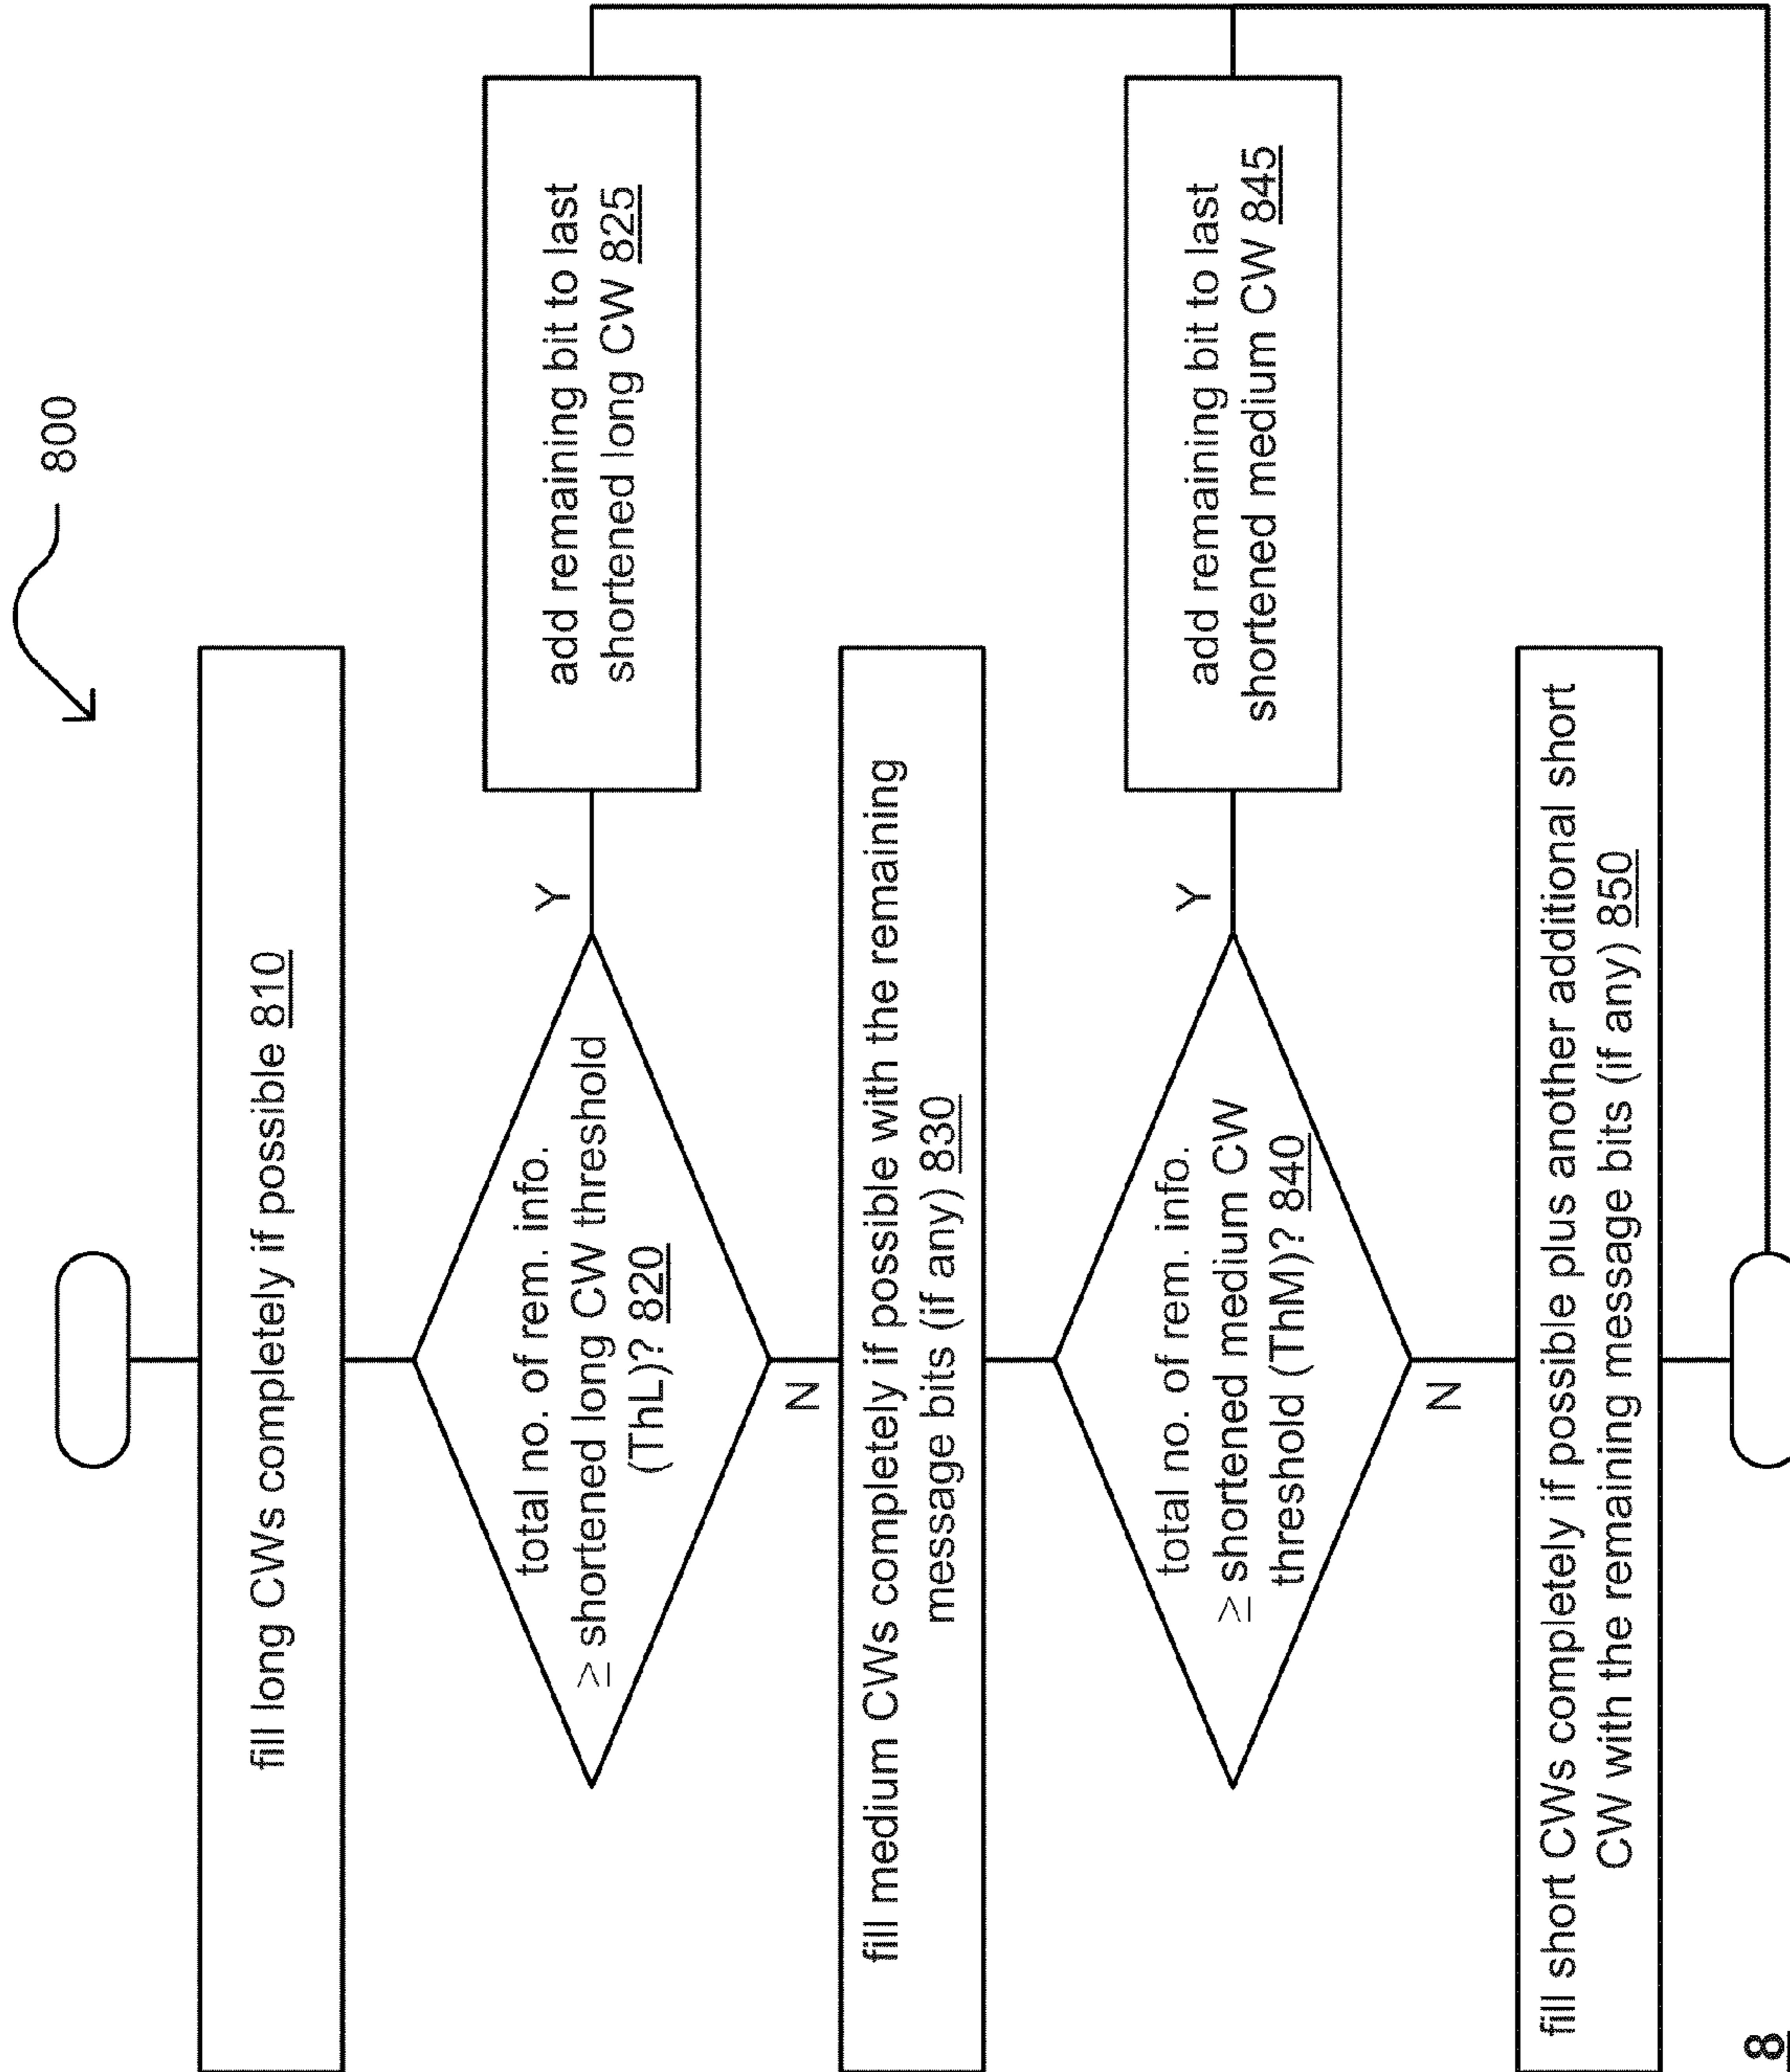 800
fill long CWs completely if possible 810
total no. of rem. info.
≥ shortened long CW threshold
(ThL)? 820
Y
add remaining bit to last
shortened long CW 825
N
fill medium CWs completely if possible with the remaining
message bits (if any) 830
total no. of rem. info.
≥ shortened medium CW
threshold (ThM)? 840
Y
add remaining bit to last
shortened medium CW 845
N
fill short CWs completely if possible plus another additional short
CW with the remaining message bits (if any) 850
8